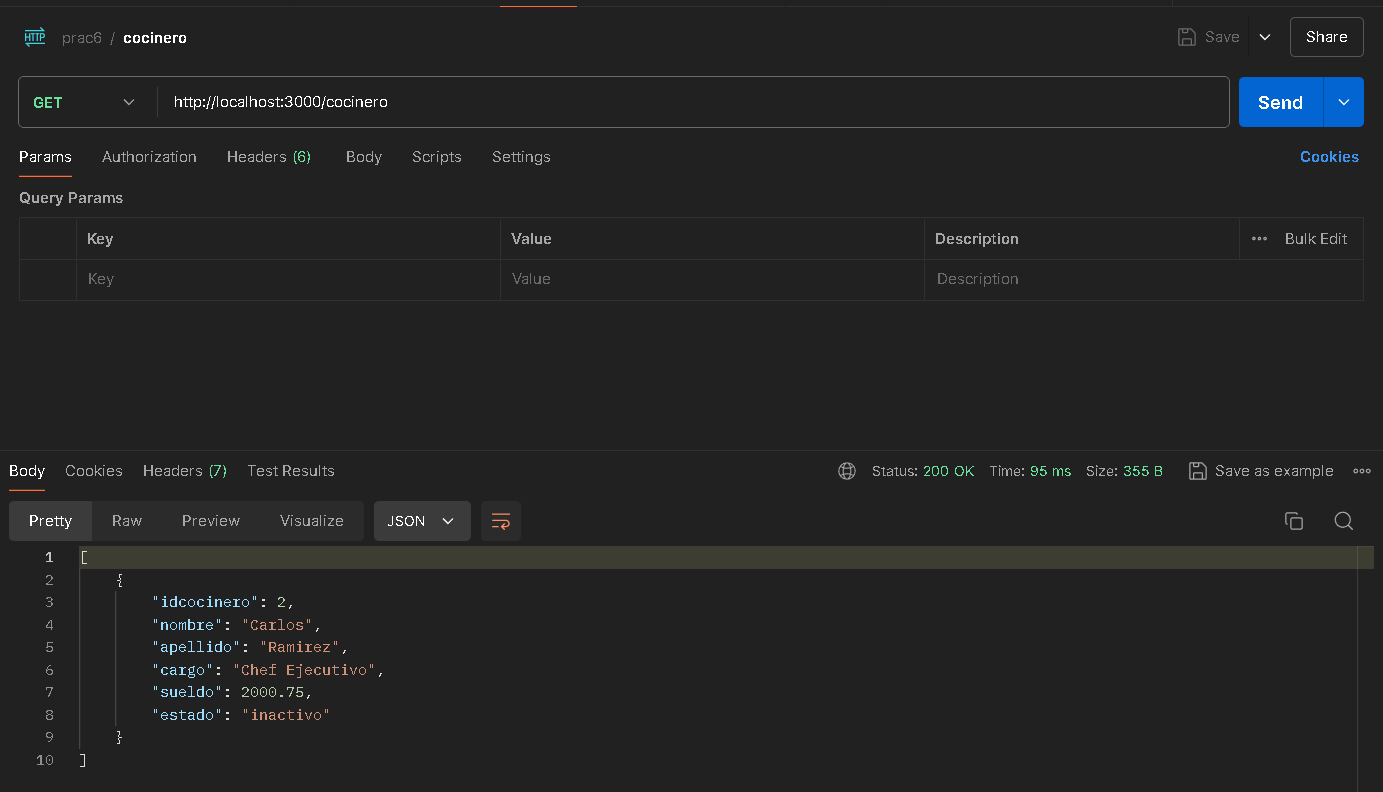 HTTP prac6 / cocinero Save Share
GET http://localhost:3000/cocinero Send
Params Authorization Headers (6) Body Scripts Settings Cookies
Query Params
Key Value Description ••• Bulk Edit
Key Value Description
Body Cookies Headers (7) Test Results Status: 200 OK Time: 95 ms Size: 355 B Save as example
Pretty Raw Preview Visualize JSON
1 [
2 {
3 "idcocinero": 2,
4 "nombre": "Carlos",
5 "apellido": "Ramirez",
6 "cargo": "Chef Ejecutivo",
7 "sueldo": 2000.75,
8 "estado": "inactivo"
9 }
10 ]